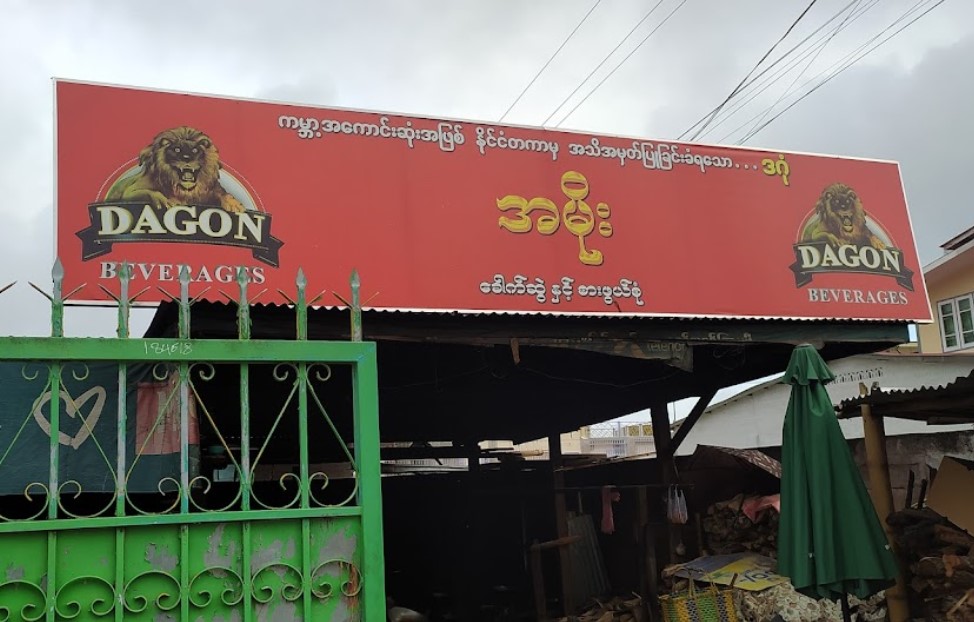 ကမ္ဘာ့အကောင်းဆုံးအဖြစ် နိုင်ငံတကာမှ အသိအမှတ်ပြုခြင်းခံရသော... ဒဂုံ
DAGON
BEVERAGES
အမိုး
ခေါက်ဆွဲ နှင့် စားဖွယ်စုံ
DAGON
BEVERAGES
184618